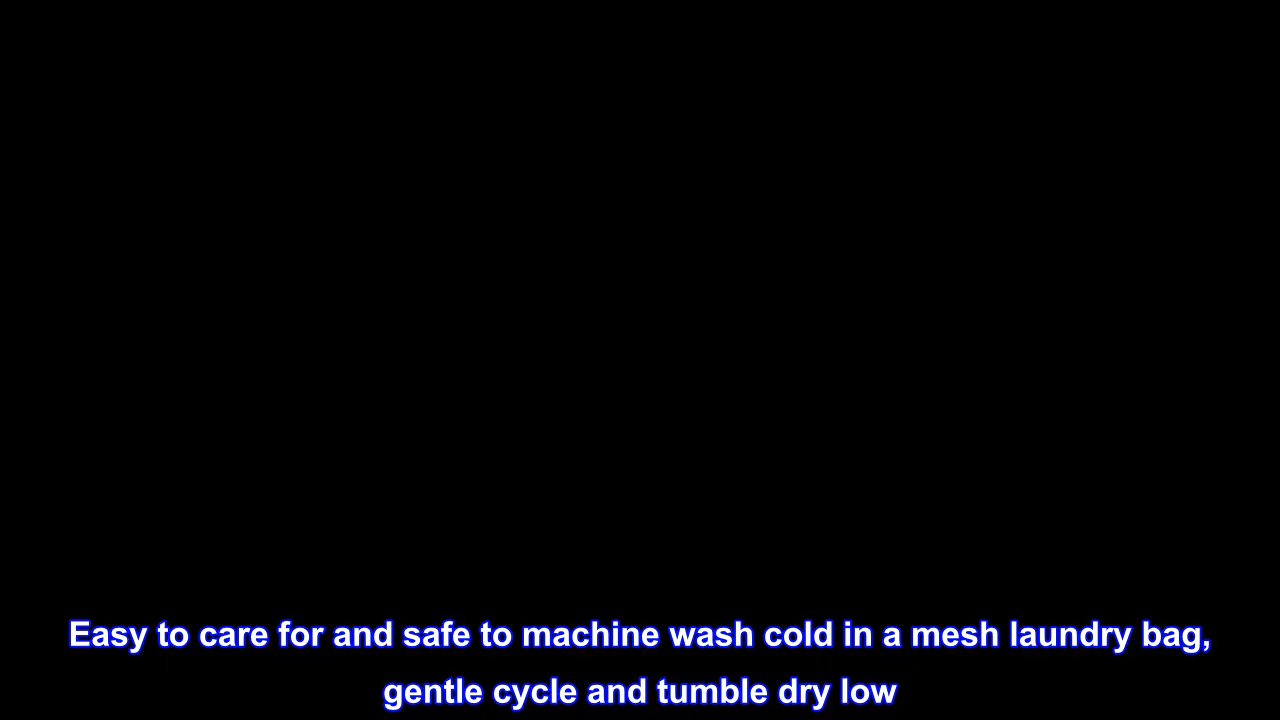 Easy to care for and safe to machine wash cold in a mesh laundry bag,
gentle cycle and tumble dry low